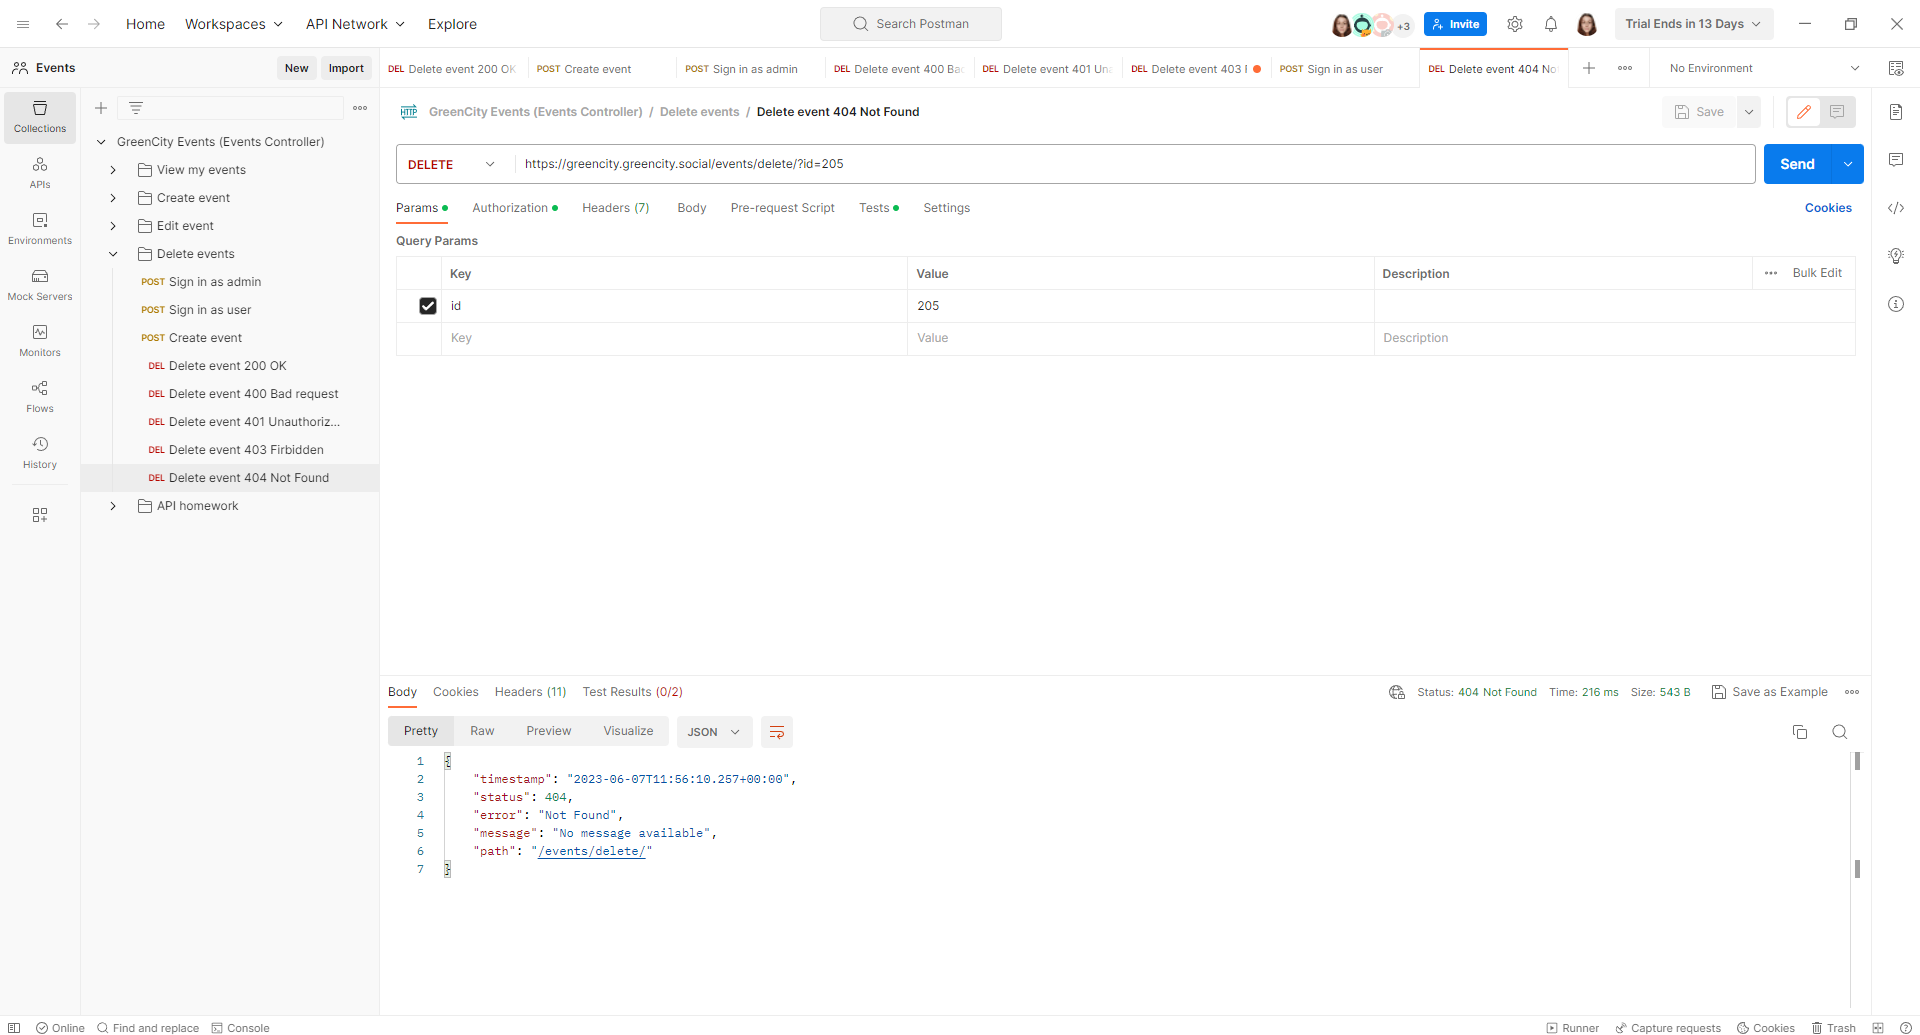 Home Workspaces API Network Explore Search Postman +3 Invite Trial Ends in 13 Days
Events New Import
DEL Delete event 200 OK POST Create event POST Sign in as admin DEL Delete event 400 Ba DEL Delete event 401 Un DEL Delete event 403 POST Sign in as user DEL Delete event 404 No No Environment
Collections
APIs
Environments
Mock Servers
Monitors
Flows
History
GreenCity Events (Events Controller)
View my events
Create event
Edit event
Delete events
POST Sign in as admin
POST Sign in as user
POST Create event
DEL Delete event 200 OK
DEL Delete event 400 Bad request
DEL Delete event 401 Unauthoriz...
DEL Delete event 403 Firbidden
DEL Delete event 404 Not Found
API homework
HTTP GreenCity Events (Events Controller) / Delete events / Delete event 404 Not Found Save
DELETE https://greencity.greencity.social/events/delete/?id=205 Send
Params Authorization Headers (7) Body Pre-request Script Tests Settings Cookies
Query Params
Key Value Description Bulk Edit
id 205
Key Value Description
Body Cookies Headers (11) Test Results (0/2) Status: 404 Not Found Time: 216 ms Size: 543 B Save as Example
Pretty Raw Preview Visualize JSON
1 {
2 "timestamp": "2023-06-07T11:56:10.257+00:00",
3 "status": 404,
4 "error": "Not Found",
5 "message": "No message available",
6 "path": "/events/delete/"
7 }
Online Find and replace Console Runner Capture requests Cookies Trash